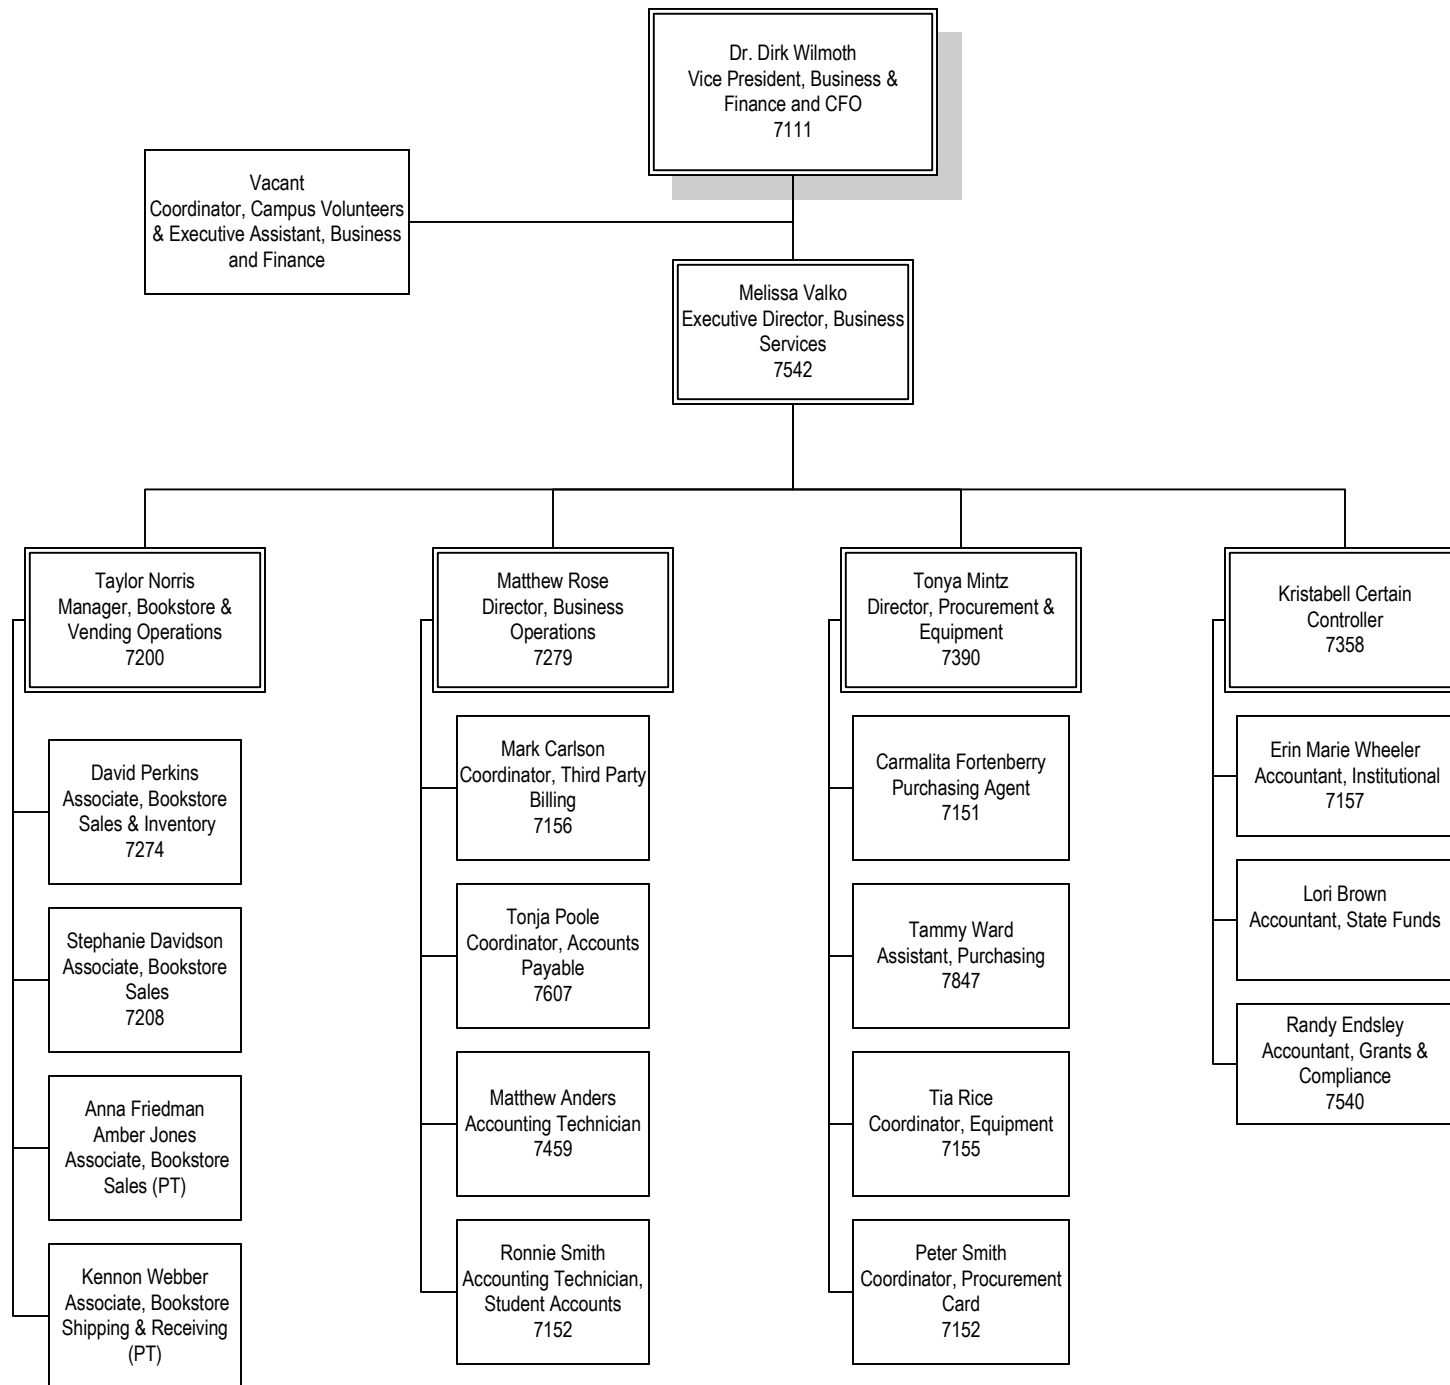 Dr. Dirk Wilmoth
Vice President, Business &
Finance and CFO
7111
Vacant
Coordinator, Campus Volunteers
& Executive Assistant, Business
and Finance
Melissa Valko
Executive Director, Business
Services
7542
Taylor Norris
Manager, Bookstore &
Vending Operations
7200
David Perkins
Associate, Bookstore
Sales & Inventory
7274
Stephanie Davidson
Associate, Bookstore
Sales
7208
Anna Friedman
Amber Jones
Associate, Bookstore
Sales (PT)
Kennon Webber
Associate, Bookstore
Shipping & Receiving
(PT)
Matthew Rose
Director, Business
Operations
7279
Mark Carlson
Coordinator, Third Party
Billing
7156
Tonja Poole
Coordinator, Accounts
Payable
7607
Matthew Anders
Accounting Technician
7459
Ronnie Smith
Accounting Technician,
Student Accounts
7152
Tonya Mintz
Director, Procurement &
Equipment
7390
Carmalita Fortenberry
Purchasing Agent
7151
Tammy Ward
Assistant, Purchasing
7847
Tia Rice
Coordinator, Equipment
7155
Peter Smith
Coordinator, Procurement
Card
7152
Kristabell Certain
Controller
7358
Erin Marie Wheeler
Accountant, Institutional
7157
Lori Brown
Accountant, State Funds
Randy Endsley
Accountant, Grants &
Compliance
7540